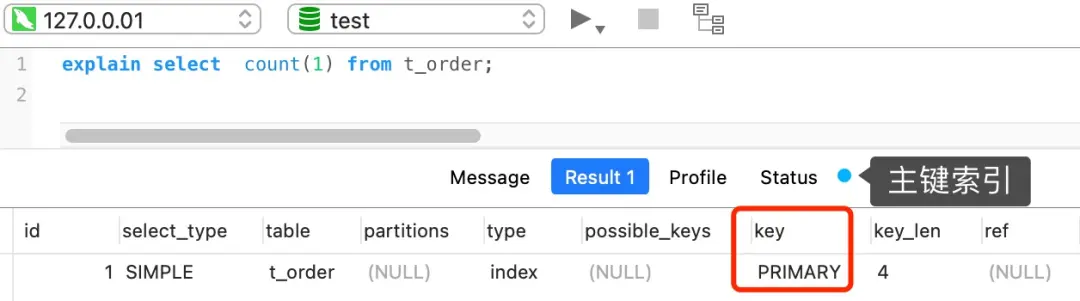 127.0.0.01 test
1 explain select count(1) from t_order;
2
Message Result 1 Profile Status 主键索引
id select_type table partitions type possible_keys key key_len ref
1 SIMPLE t_order (NULL) index (NULL) PRIMARY 4 (NULL)